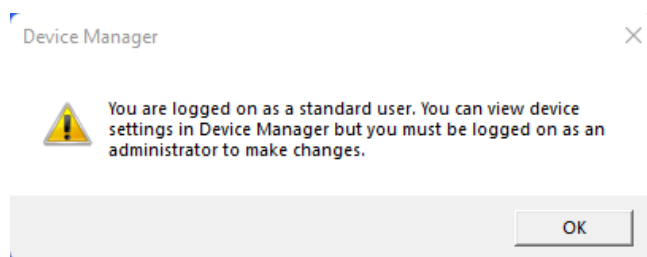 Device Manager
You are logged on as a standard user. You can view device
settings in Device Manager but you must be logged on as an
administrator to make changes.
OK